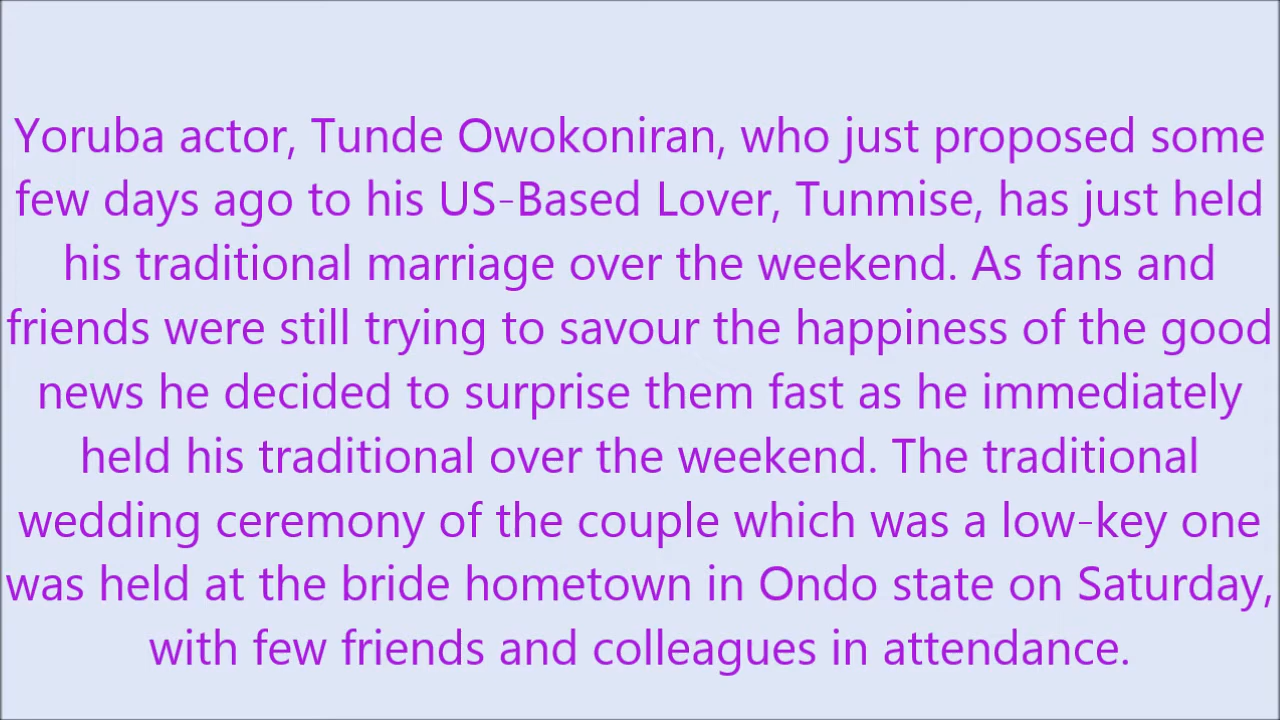 Yoruba actor, Tunde Owokoniran, who just proposed some
few days ago to his US-Based Lover, Tunmise, has just held
his traditional marriage over the weekend. As fans and
friends were still trying to savour the happiness of the good
news he decided to surprise them fast as he immediately
held his traditional over the weekend. The traditional
wedding ceremony of the couple which was a low-key one
was held at the bride hometown in Ondo state on Saturday,
with few friends and colleagues in attendance.